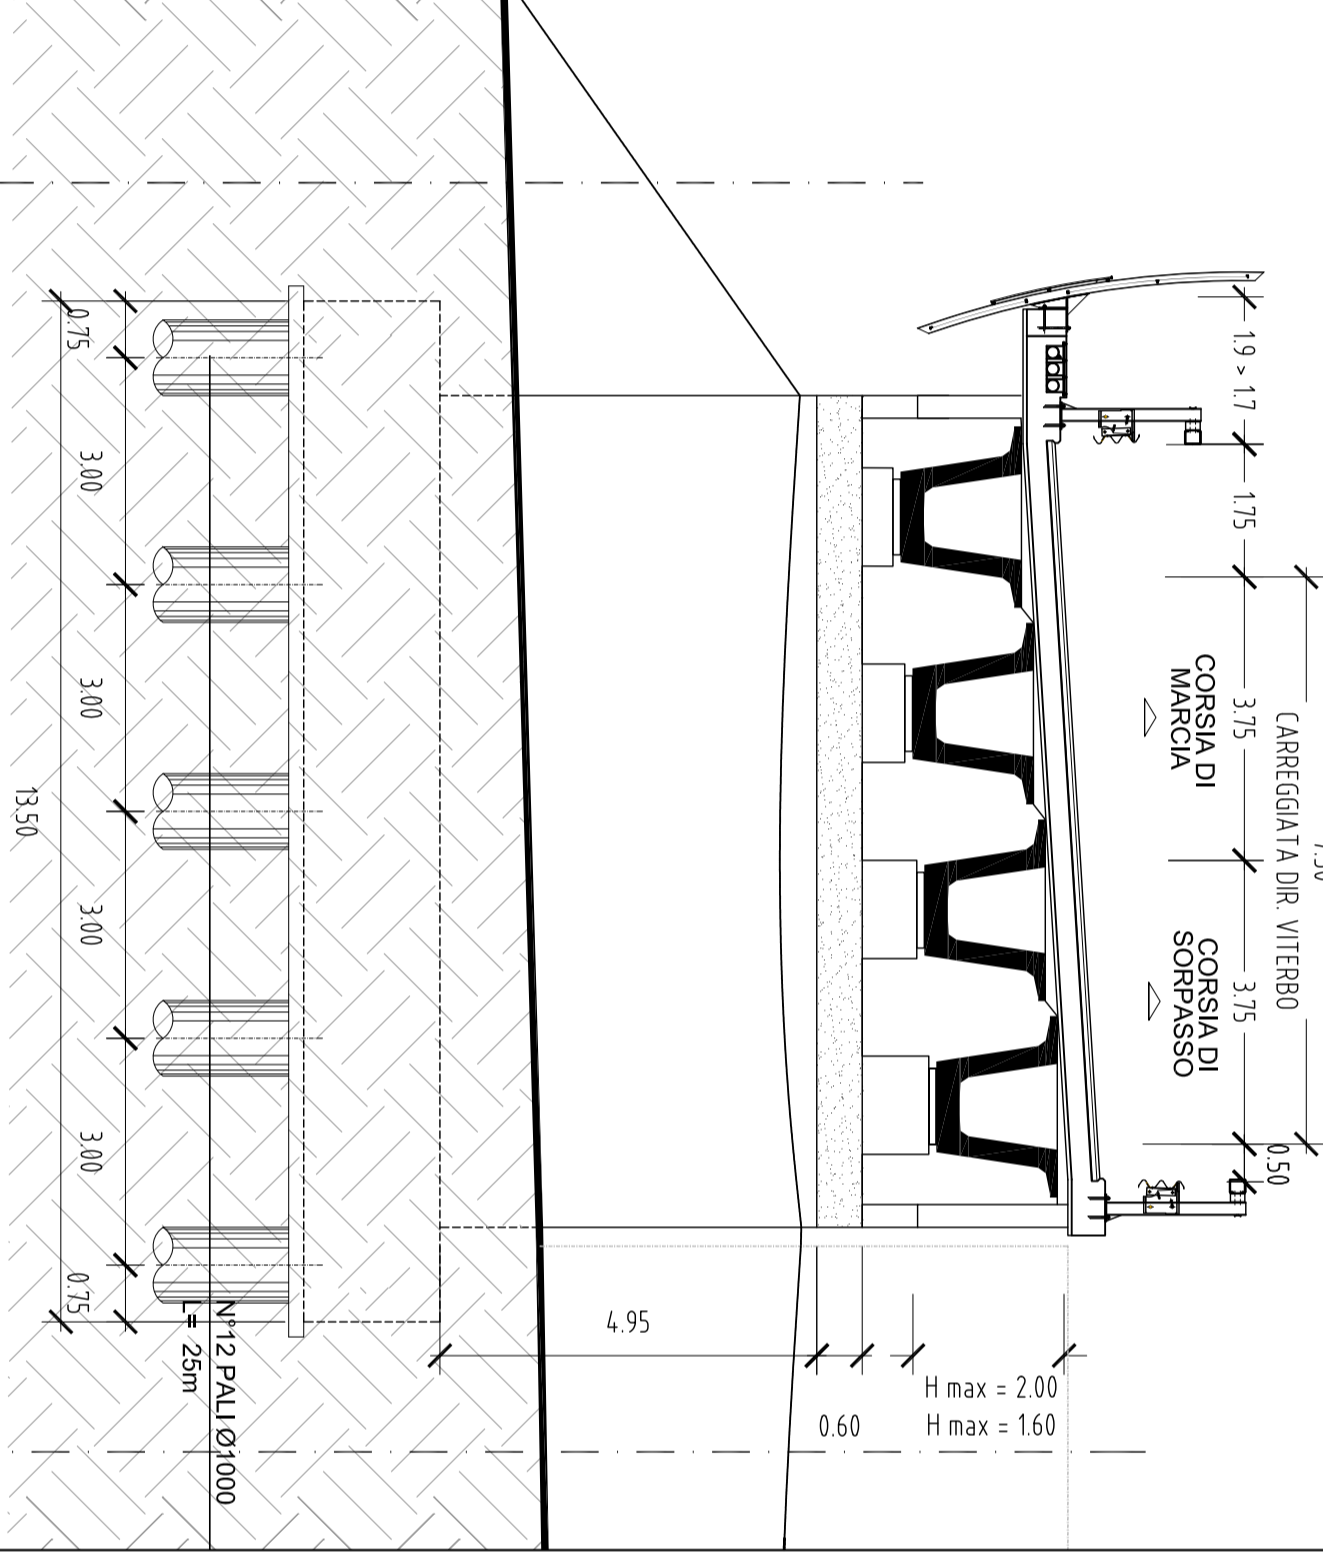 CARREGGIATA DIR. VITERBO
1.9 > 1.7
1.75
3.75
3.75
0.50
CORSIA DI
MARCIA
CORSIA DI
SORPASSO
H max = 2.00
H max = 1.60
0.60
4.95
N°12 PALI Ø1000
L= 25m
0.75
3.00
3.00
3.00
3.00
0.75
13.50